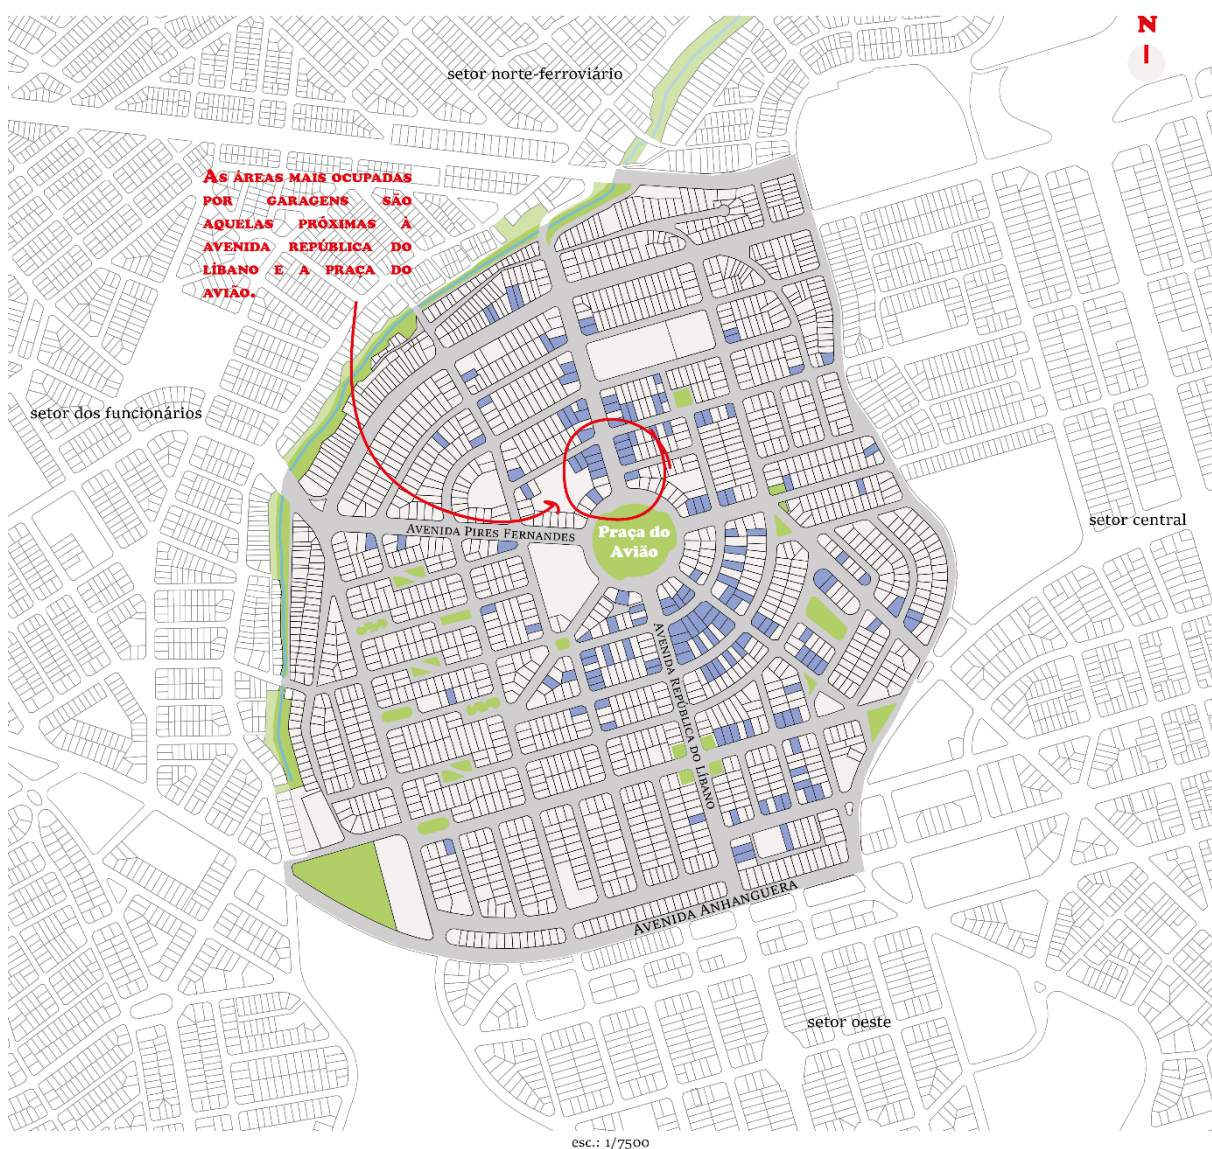 N
setor norte-ferroviário
As áreas mais ocupadas
por garagens são
aquelas próximas à
avenida república do
líbano e a praça do
avião.
setor dos funcionários
setor central
Avenida Pires Fernandes
Praça do
Avião
Avenida República do Líbano
Avenida Anhanguera
setor oeste
esc.: 1/7500